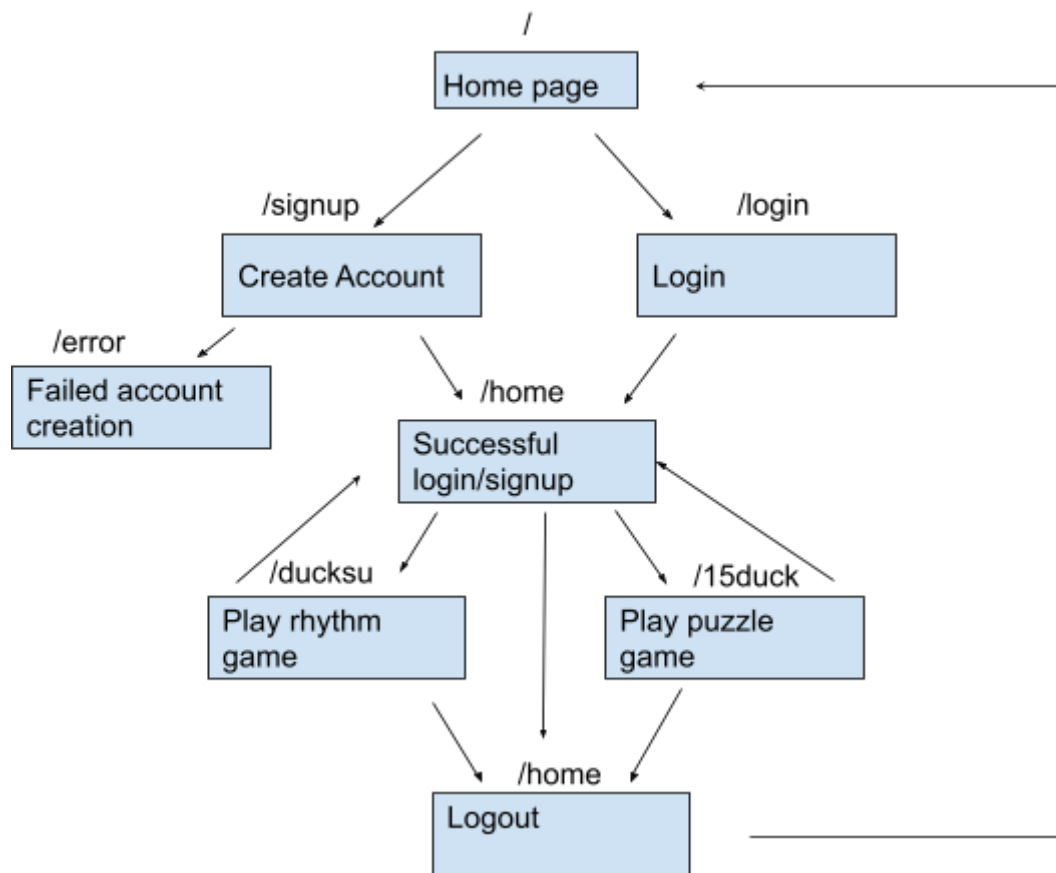 /
Home page
/signup
/login
Create Account
Login
/error
Failed account
creation
/home
Successful
login/signup
/ducksu
/15duck
Play rhythm
game
Play puzzle
game
/home
Logout